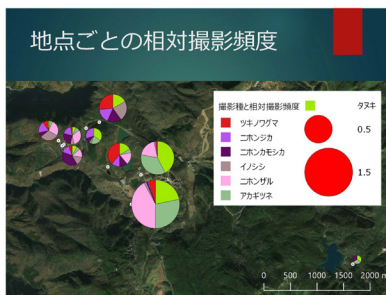 地点ごとの相対撮影頻度
撮影種と相対撮影頻度
タヌキ
ツキノワグマ
0.5
ニホンジカ
ニホンカモシカ
イノシシ
1.5
ニホンザル
アカギツネ
0 500 1000 1500 2000 m